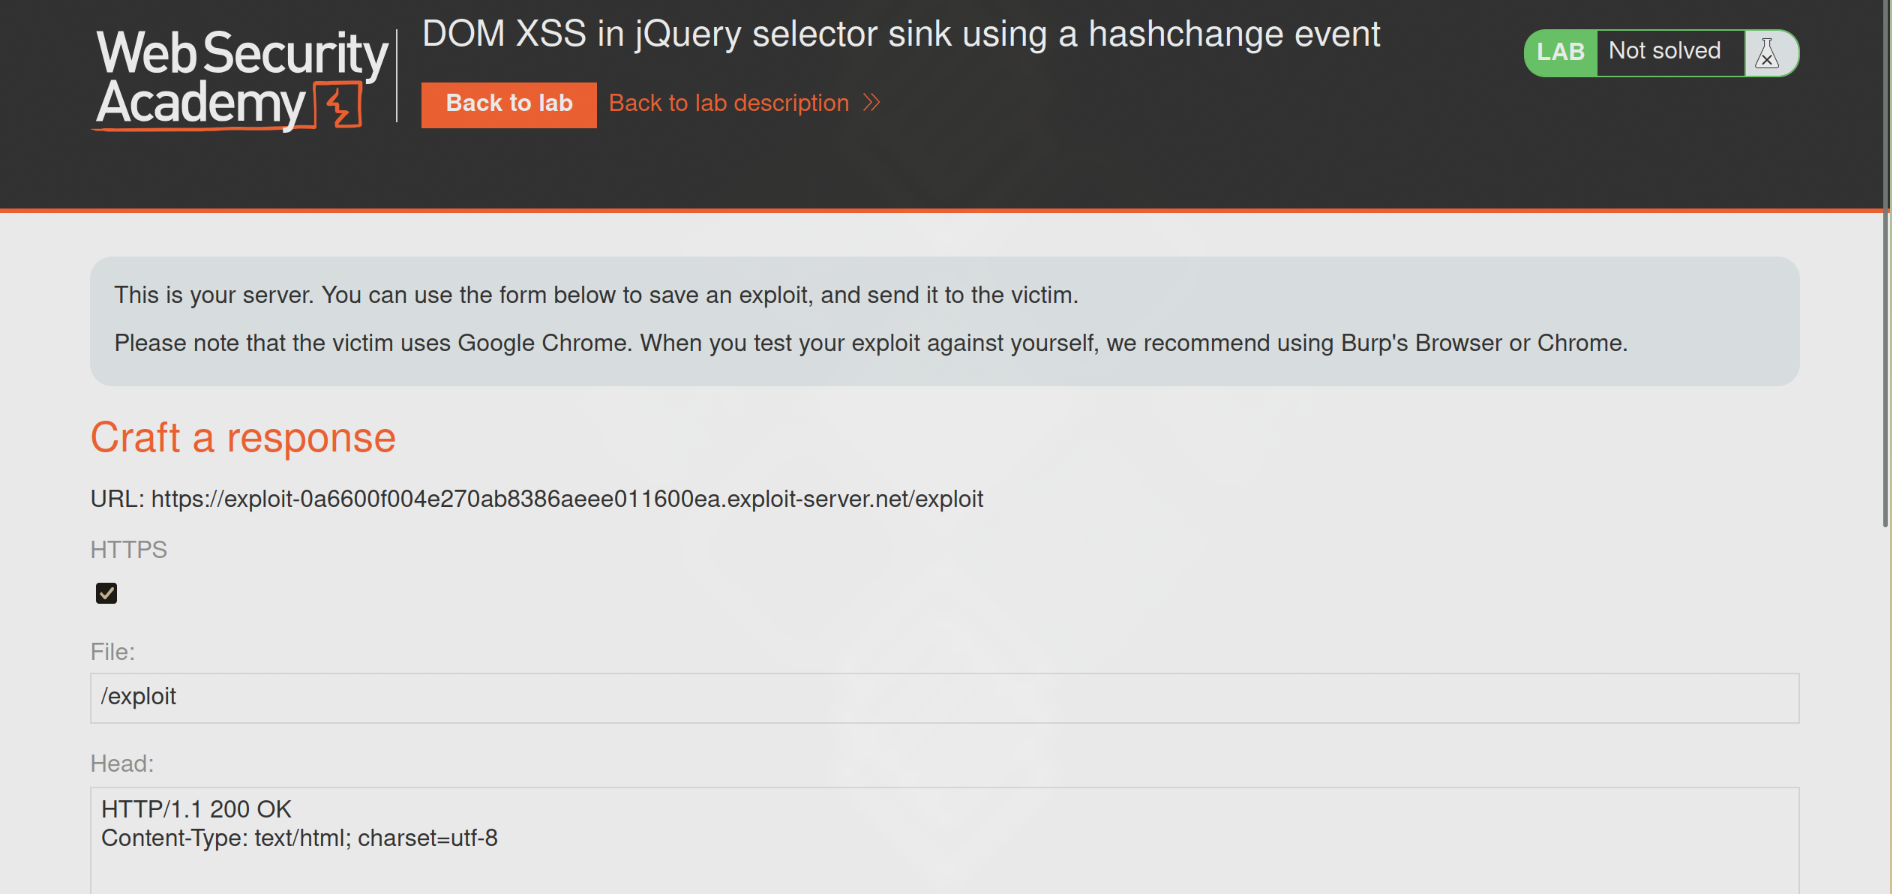 Web Security
Academy
DOM XSS in jQuery selector sink using a hashchange event
Back to lab
Back to lab description
LAB
Not solved
This is your server. You can use the form below to save an exploit, and send it to the victim.
Please note that the victim uses Google Chrome. When you test your exploit against yourself, we recommend using Burp's Browser or Chrome.
Craft a response
URL: https://exploit-0a6600f004e270ab8386aeee011600ea.exploit-server.net/exploit
HTTPS
File:
/exploit
Head:
HTTP/1.1 200 OK
Content-Type: text/html; charset=utf-8